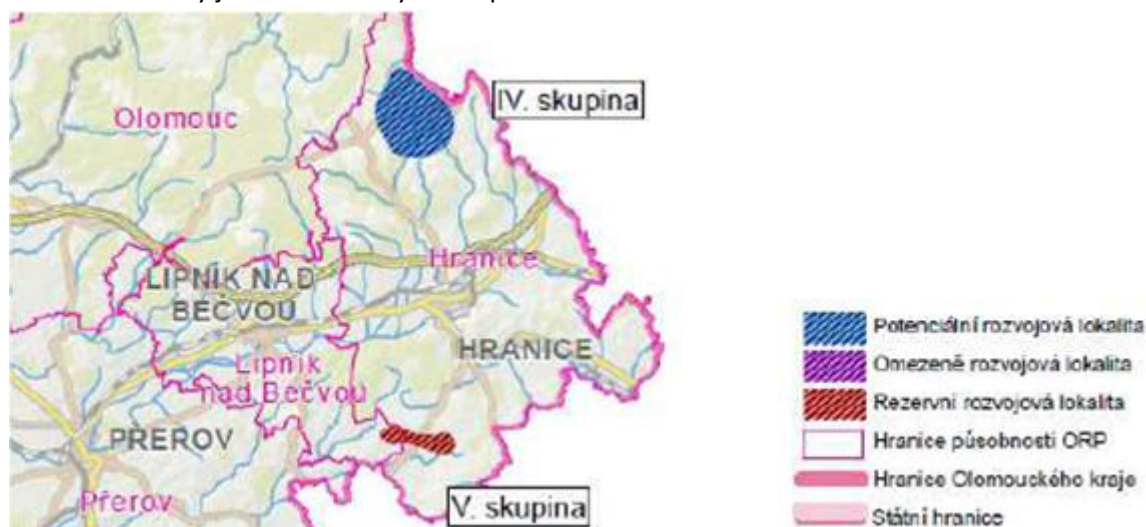 IV. skupina
Olomouc
Hranice
LIPNÍK NAD
BEČVOU
HRANICE
Lipník
nad Bečvou
PŘEROV
Přerov
V. skupina
Potenciální rozvojová lokalita
Omezeně rozvojová lokalita
Rezervní rozvojová lokalita
Hranice působnosti ORP
Hranice Olomouckého kraje
Státní hranice